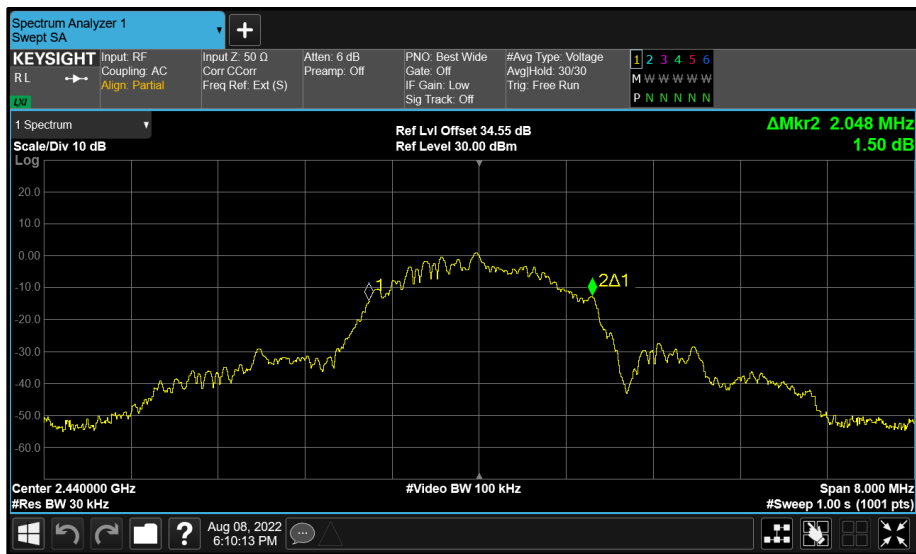 Spectrum Analyzer 1
Swept SA
+
KEYSIGHT
R L
LXI
Input: RF
Coupling: AC
Align: Partial
Input Z: 50 Ω
Corr CCorr
Freq Ref: Ext (S)
Atten: 6 dB
Preamp: Off
PNO: Best Wide
Gate: Off
IF Gain: Low
Sig Track: Off
#Avg Type: Voltage
Avg|Hold: 30/30
Trig: Free Run
1 2 3 4 5 6
M W W W W W
P N N N N N
1 Spectrum
Scale/Div 10 dB
Ref Lvl Offset 34.55 dB
Ref Level 30.00 dBm
ΔMkr2 2.048 MHz
1.50 dB
Log
20.0
10.0
0.00
-10.0
-20.0
-30.0
-40.0
-50.0
-60.0
1
2Δ1
Center 2.440000 GHz
#Res BW 30 kHz
#Video BW 100 kHz
Span 8.000 MHz
#Sweep 1.00 s (1001 pts)
?
Aug 08, 2022
6:10:13 PM